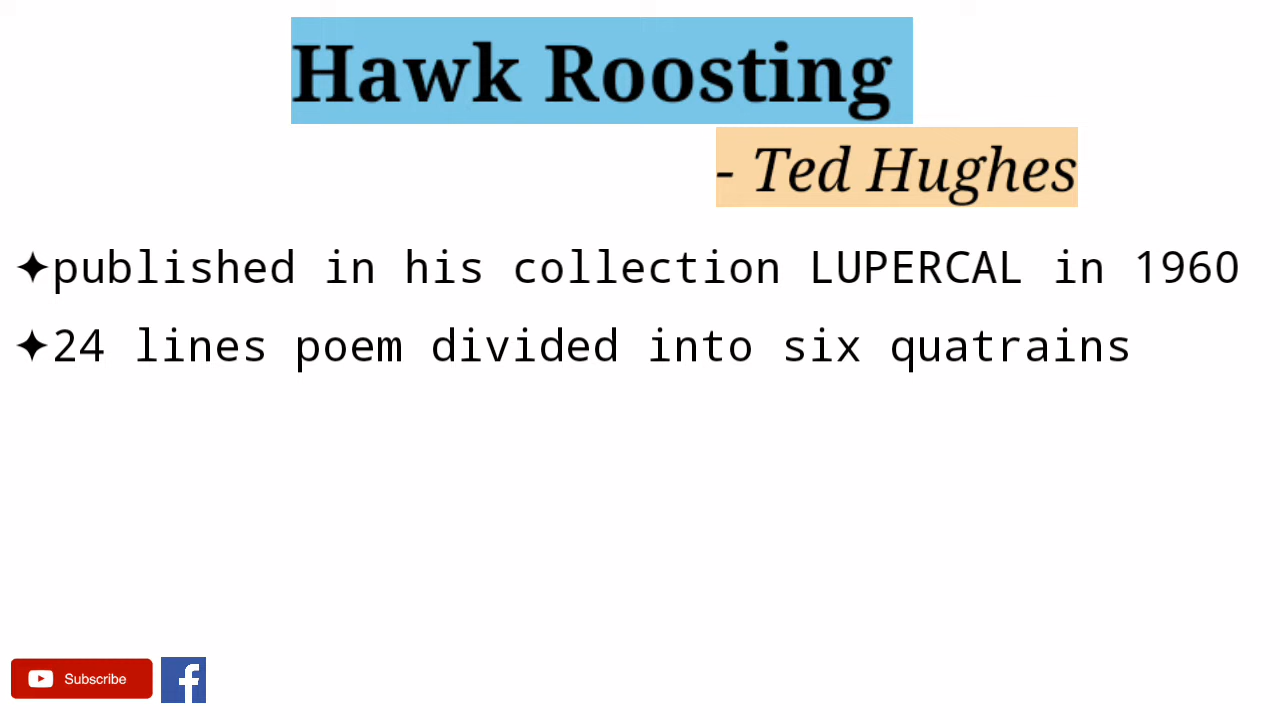 Hawk Roosting
- Ted Hughes
✦published in his collection LUPERCAL in 1960
✦24 lines poem divided into six quatrains
Subscribe
f